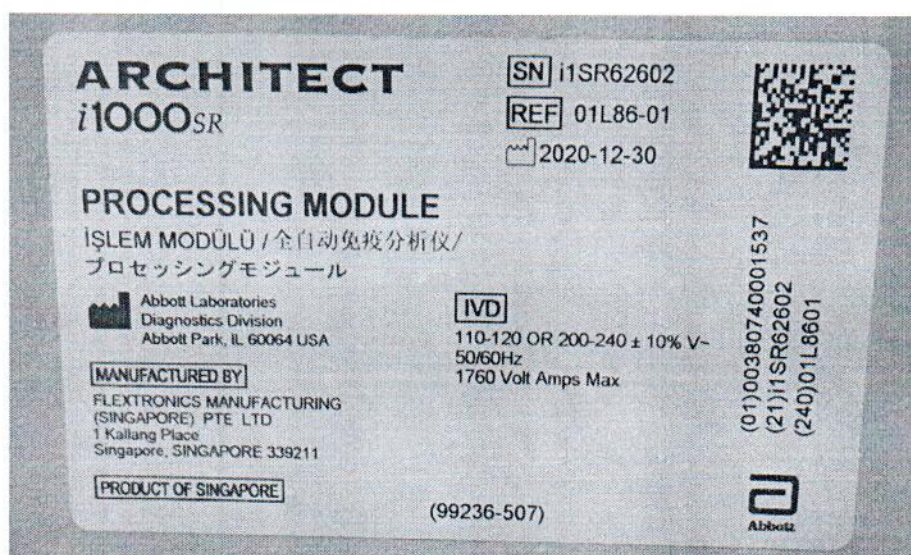 ARCHITECT
i1000SR
SN i1SR62602
REF 01L86-01
2020-12-30
PROCESSING MODULE
İŞLEM MODÜLÜ / 全自动免疫分析仪/
プロセッシングモジュール
Abbott Laboratories
Diagnostics Division
Abbott Park, IL 60064 USA
MANUFACTURED BY
FLEXTRONICS MANUFACTURING
(SINGAPORE) PTE LTD
1 Kallang Place
Singapore, SINGAPORE 339211
PRODUCT OF SINGAPORE
IVD
110-120 OR 200-240 ± 10% V~
50/60Hz
1760 Volt Amps Max
(99236-507)
(01)00380740001537
(21)i1SR62602
(240)01L8601
Abbott